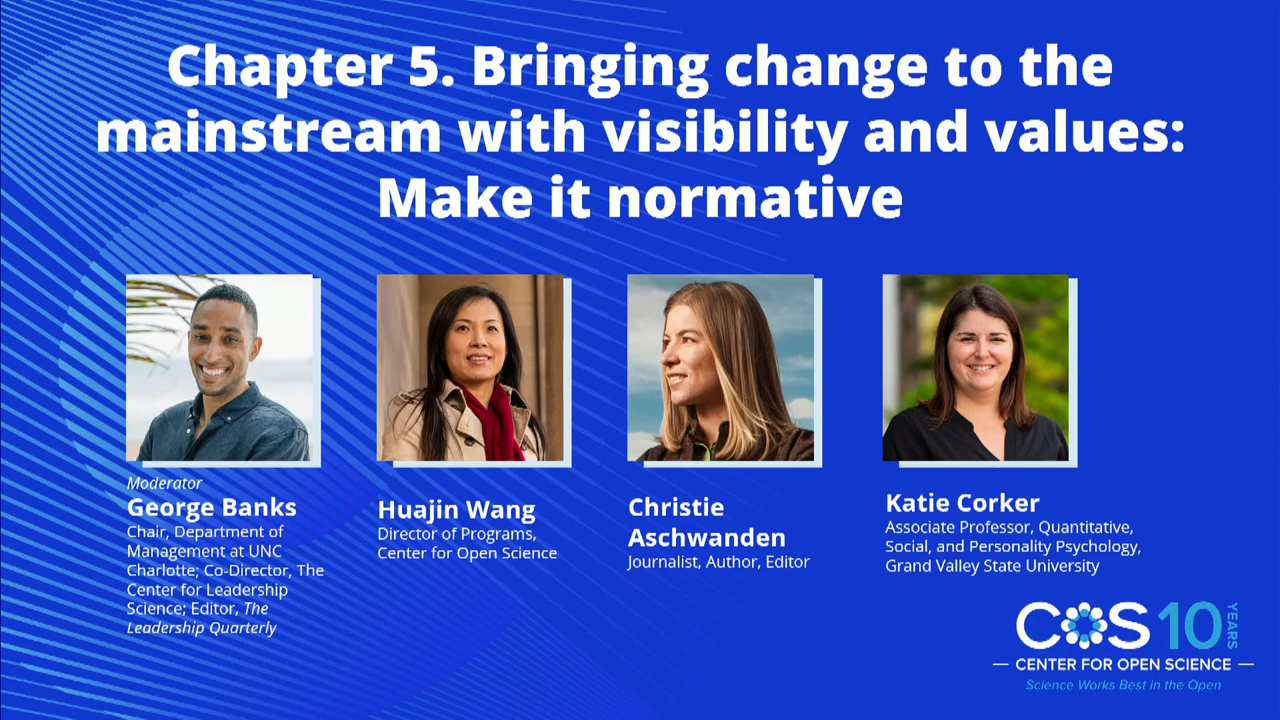 Chapter 5. Bringing change to the
mainstream with visibility and values:
Make it normative
Moderator
George Banks
Chair, Department of
Management at UNC
Charlotte; Co-Director, The
Center for Leadership
Science; Editor, The
Leadership Quarterly
Huajin Wang
Director of Programs,
Center for Open Science
Christie
Aschwanden
Journalist, Author, Editor
Katie Corker
Associate Professor, Quantitative,
Social, and Personality Psychology,
Grand Valley State University
COS 10 YEARS
CENTER FOR OPEN SCIENCE
Science Works Best in the Open